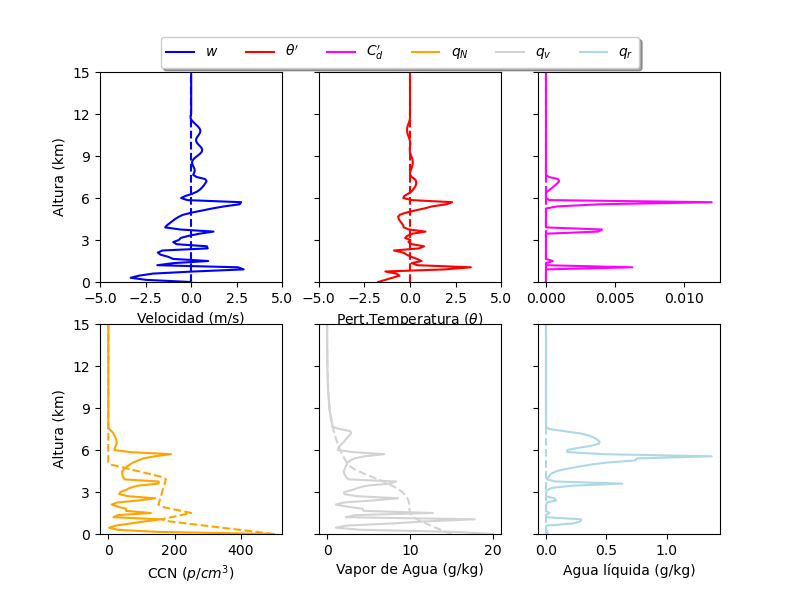 w θ′ C′d qN qv qr
15
12
9
6
3
0
Altura (km)
−5.0 −2.5 0.0 2.5 5.0
Velocidad (m/s)
−5.0 −2.5 0.0 2.5 5.0
Pert.Temperatura (θ)
0.000 0.005 0.010
15
12
9
6
3
0
Altura (km)
0 200 400
CCN (p/cm³)
0 10 20
Vapor de Agua (g/kg)
0.0 0.5 1.0
Agua líquida (g/kg)